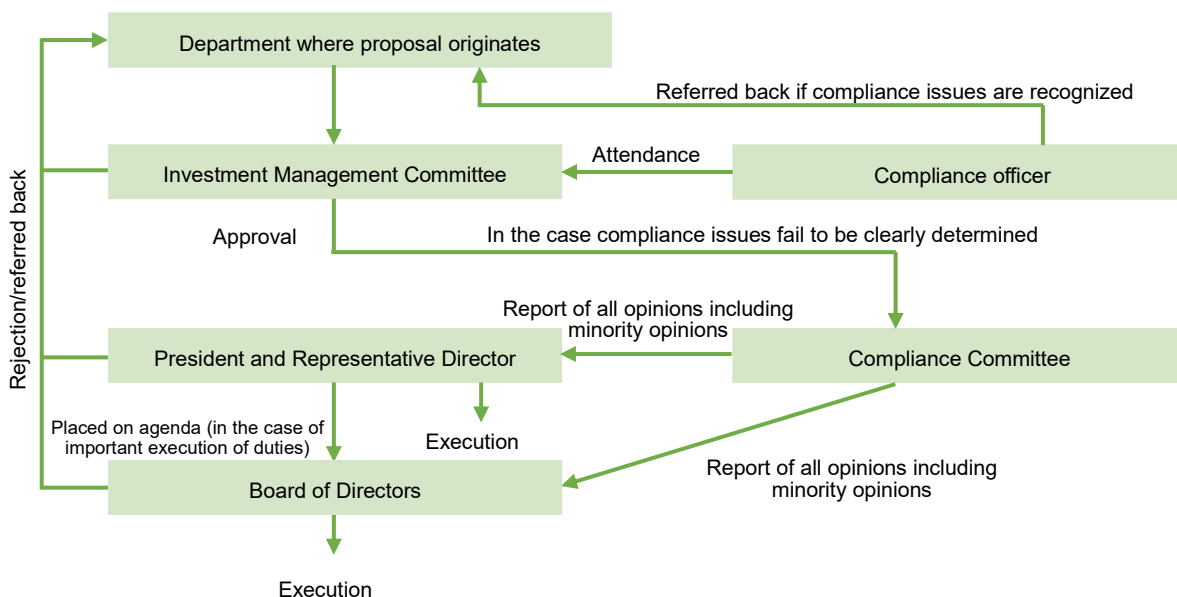 Department where proposal originates
Referred back if compliance issues are recognized
Attendance
Investment Management Committee
Compliance officer
Approval
In the case compliance issues fail to be clearly determined
Rejection/referred back
Report of all opinions including
minority opinions
President and Representative Director
Compliance Committee
Placed on agenda (in the case of
important execution of duties)
Execution
Report of all opinions including
minority opinions
Board of Directors
Execution